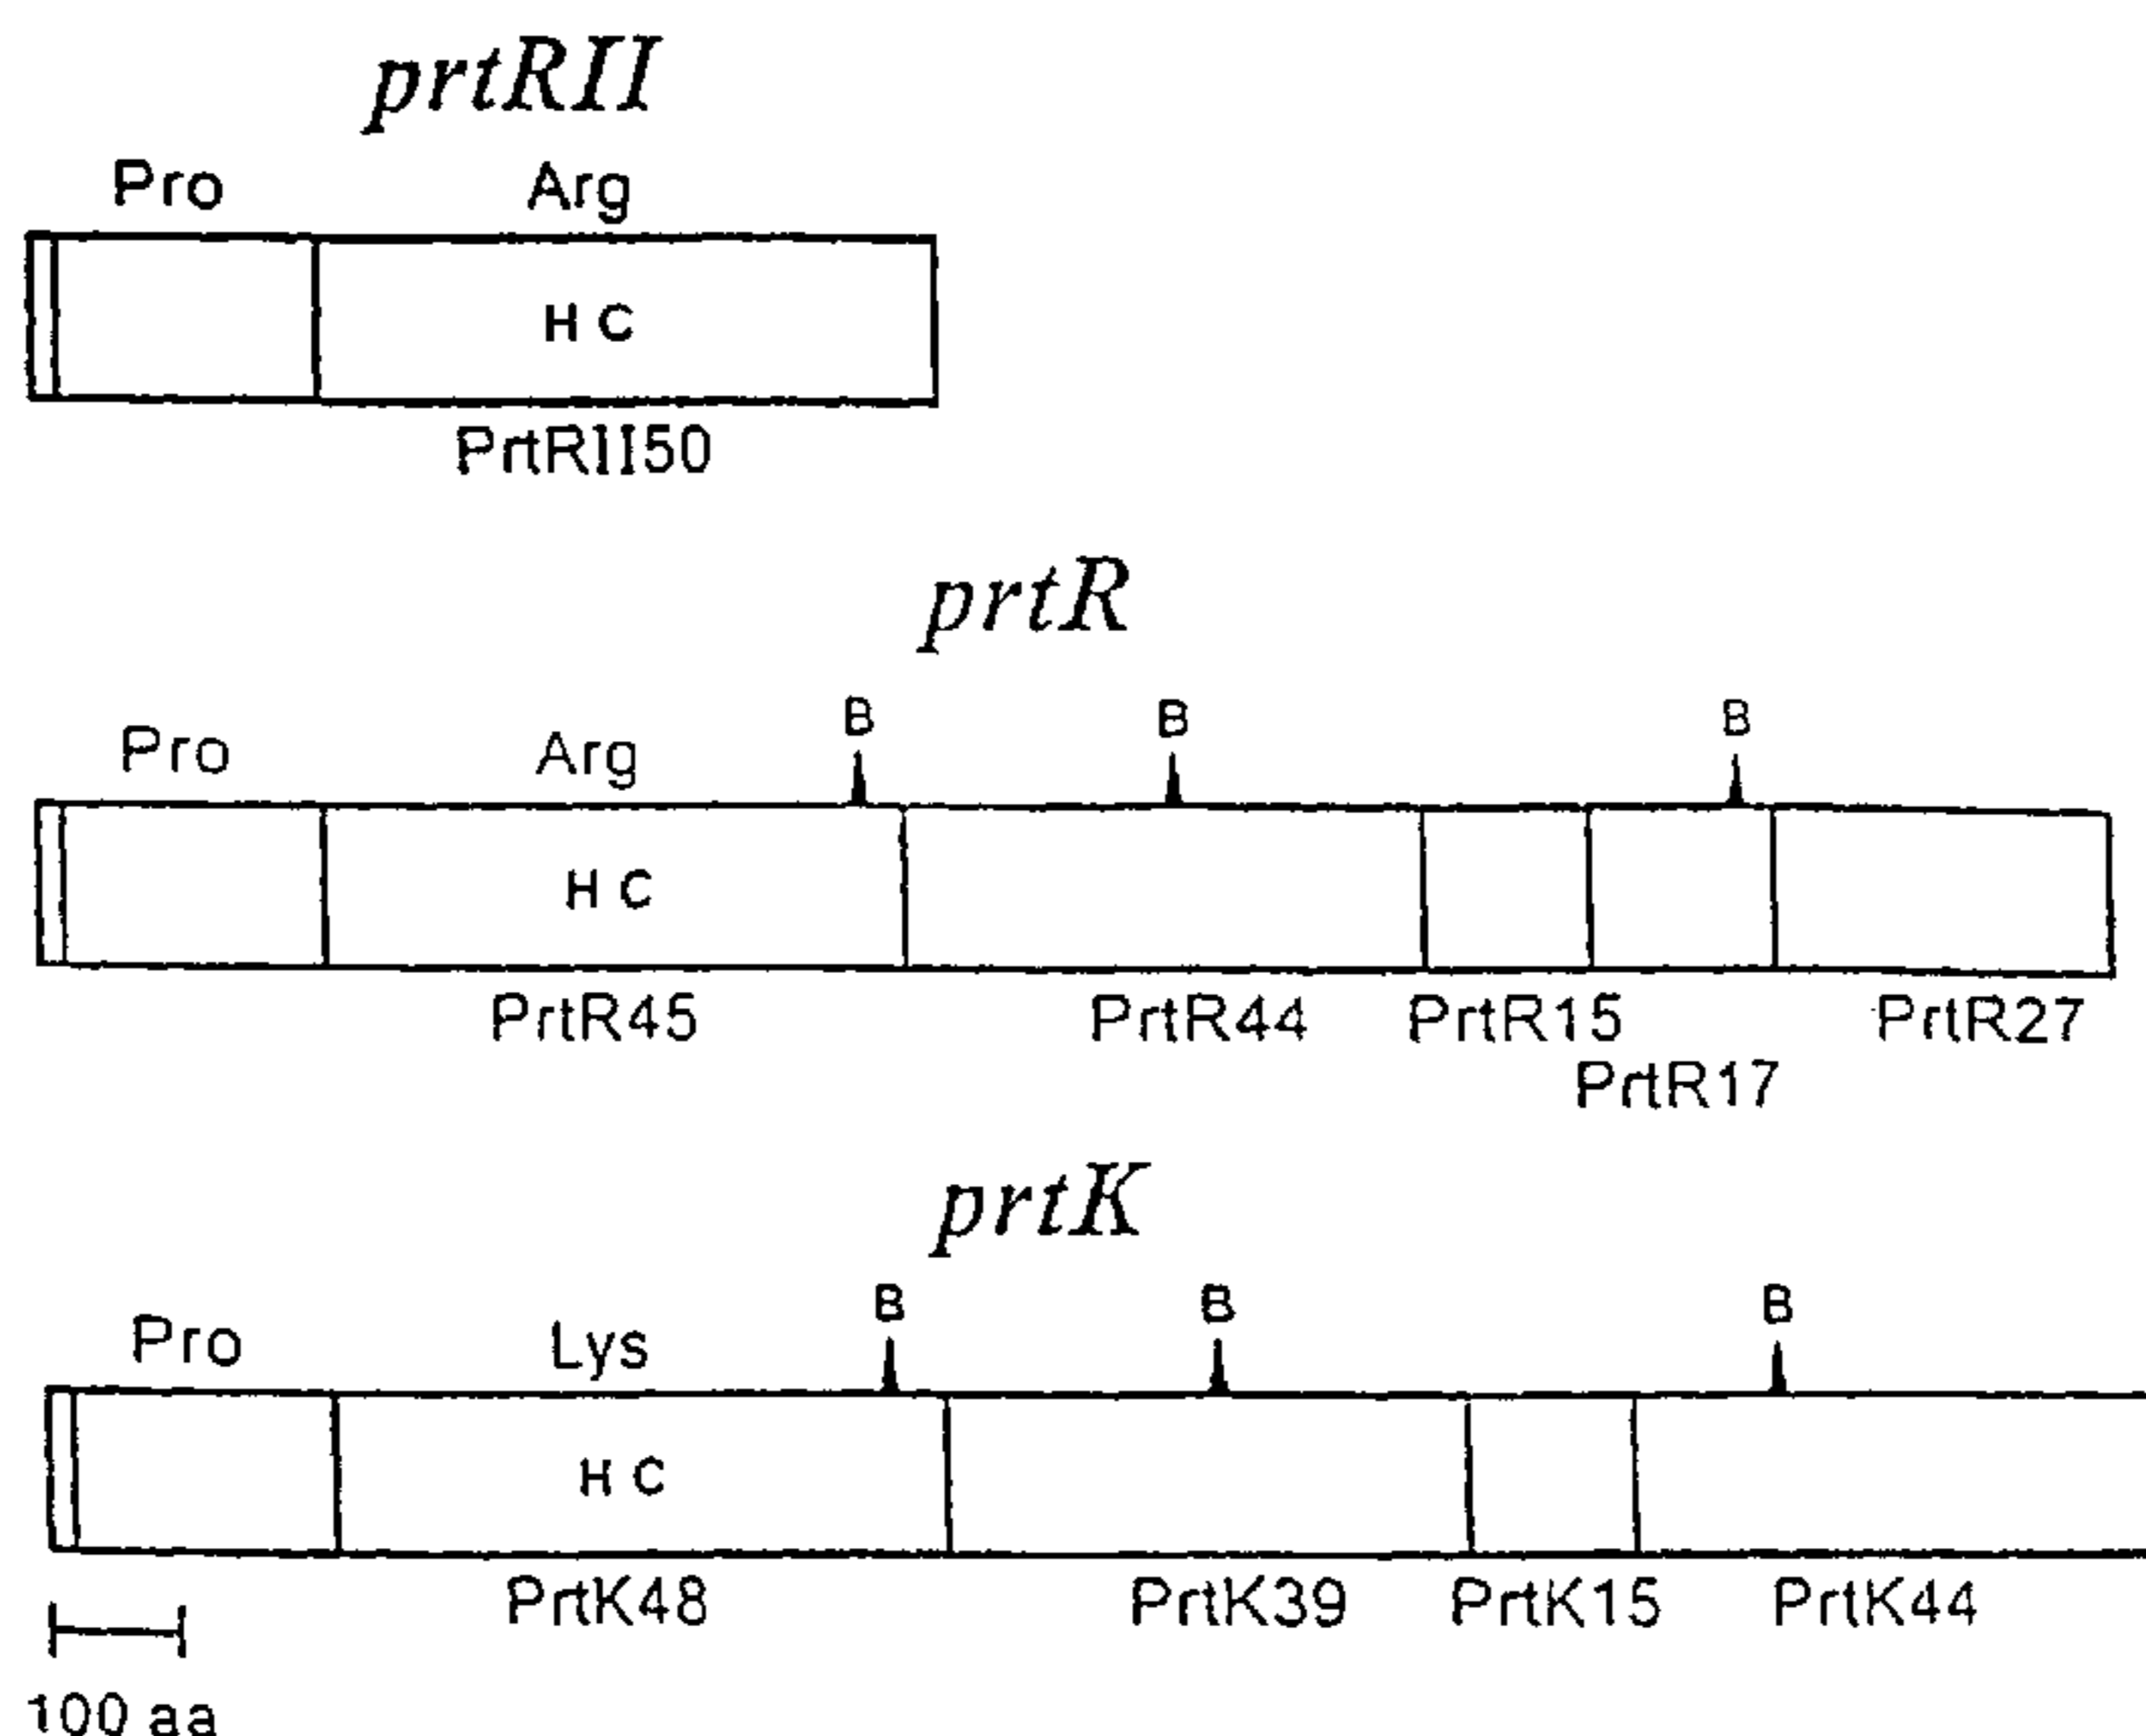 prtRII
Pro Arg
H C
PrtRII50
prtR
B B B
Pro Arg
H C
PrtR45 PrtR44 PrtR15 PrtR27
PrtR17
prtK
B B B
Pro Lys
H C
PrtK48 PrtK39 PrtK15 PrtK44
100 aa